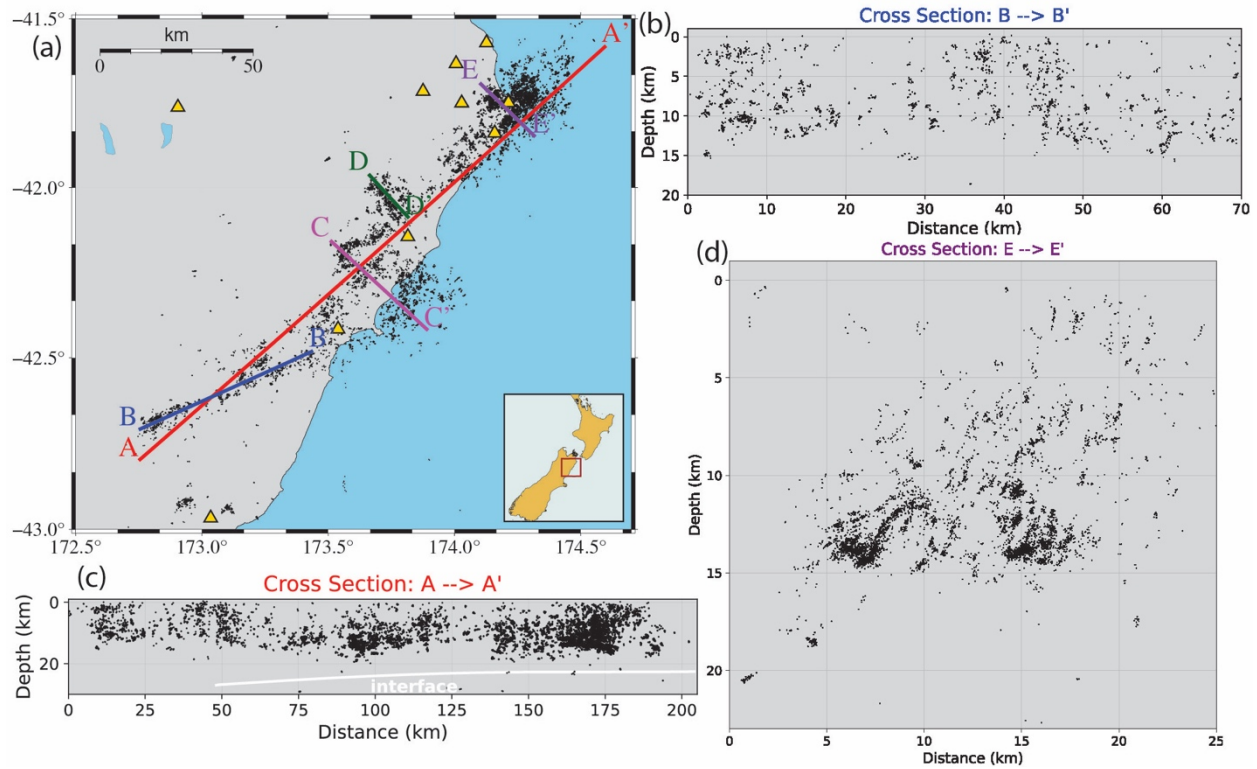 (a)
km
0 50
A'
E
E'
D
D'
C
C'
B
B'
A
−41.5°
−42.0°
−42.5°
−43.0°
172.5° 173.0° 173.5° 174.0° 174.5°
(b)
Cross Section: B --> B'
Depth (km)
0
5
10
15
20
0 10 20 30 40 50 60 70
Distance (km)
(c)
Cross Section: A --> A'
Depth (km)
0
20
interface
0 25 50 75 100 125 150 175 200
Distance (km)
(d)
Cross Section: E --> E'
Depth (km)
0
5
10
15
20
0 5 10 15 20 25
Distance (km)